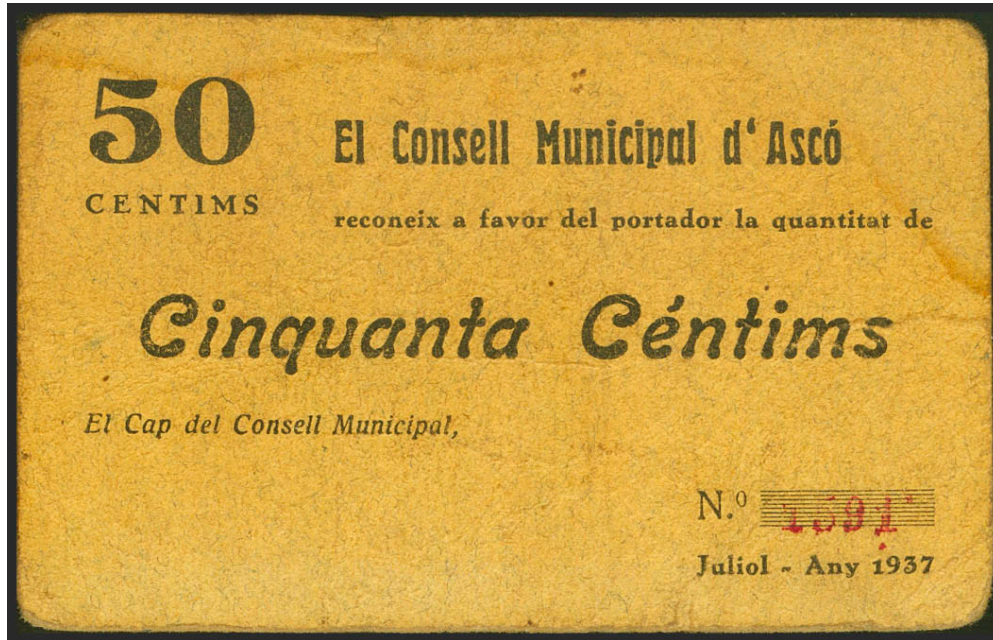 50
CENTIMS
El Consell Municipal d‘Ascó
reconeix a favor del portador la quantitat de
Cinquanta Céntims
El Cap del Consell Municipal,
N.º
Juliol - Any 1937